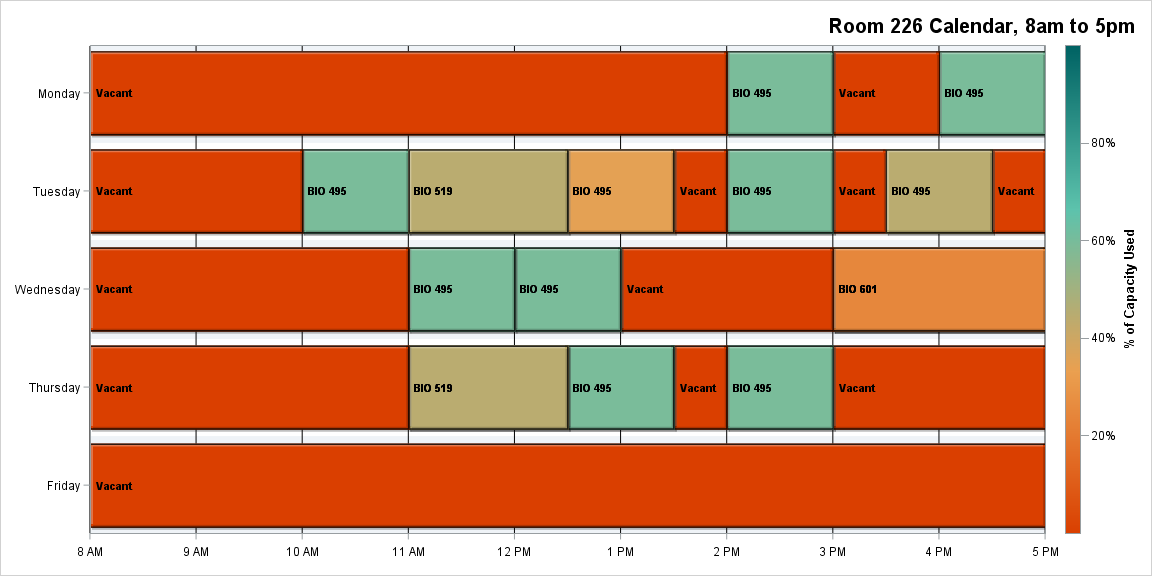 Room 226 Calendar, 8am to 5pm
Monday
Vacant
BIO 495
Vacant
BIO 495
Tuesday
Vacant
BIO 495
BIO 519
BIO 495
Vacant
BIO 495
Vacant
BIO 495
Vacant
Wednesday
Vacant
BIO 495
BIO 495
Vacant
BIO 601
Thursday
Vacant
BIO 519
BIO 495
Vacant
BIO 495
Vacant
Friday
Vacant
8 AM
9 AM
10 AM
11 AM
12 PM
1 PM
2 PM
3 PM
4 PM
5 PM
80%
60%
40%
20%
% of Capacity Used